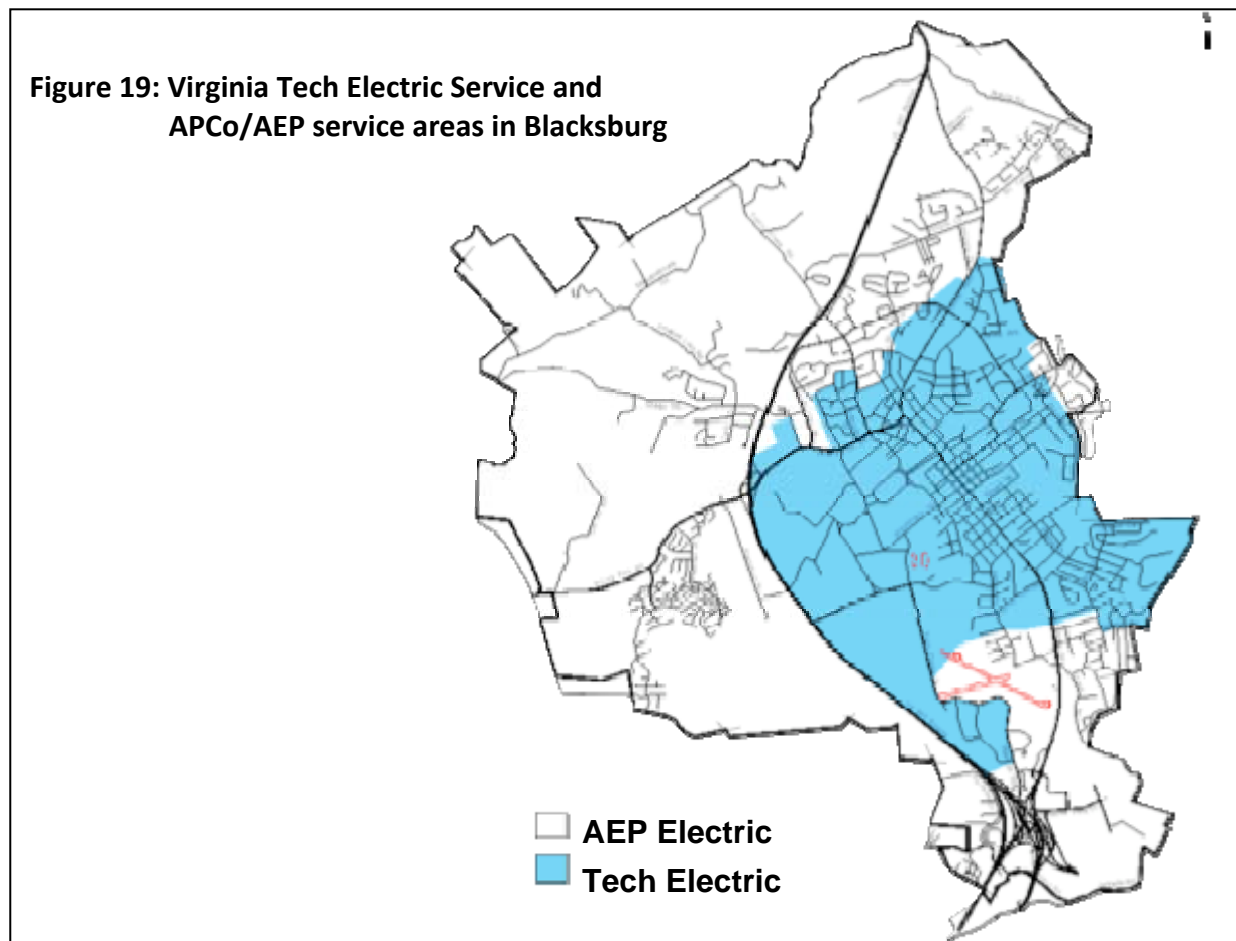 Figure 19: Virginia Tech Electric Service and
APCo/AEP service areas in Blacksburg
AEP Electric
Tech Electric